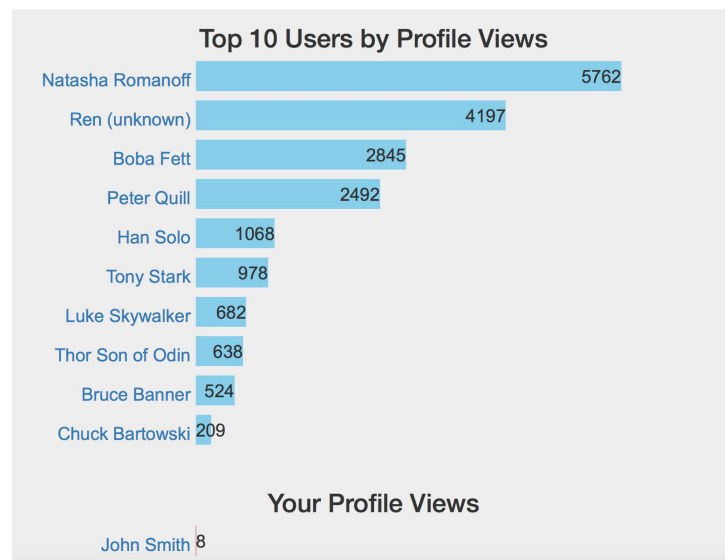 Top 10 Users by Profile Views
Natasha Romanoff 5762
Ren (unknown) 4197
Boba Fett 2845
Peter Quill 2492
Han Solo 1068
Tony Stark 978
Luke Skywalker 682
Thor Son of Odin 638
Bruce Banner 524
Chuck Bartowski 209
Your Profile Views
John Smith 8